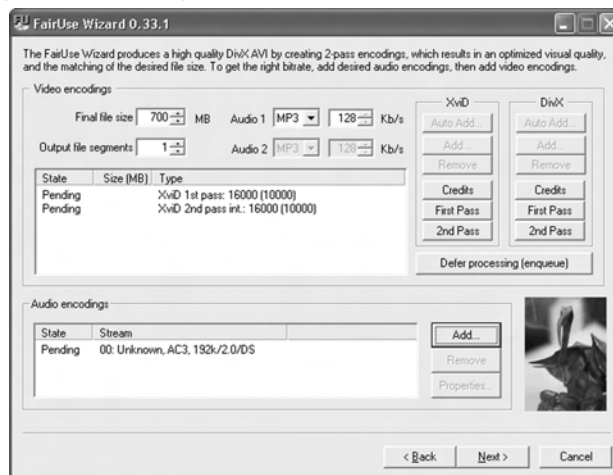 FairUse Wizard 0.33.1
The FairUse Wizard produces a high quality DivX AVI by creating 2-pass encodings, which results in an optimized visual quality,
and the matching of the desired file size. To get the right bitrate, add desired audio encodings, then add video encodings.
Video encodings
Final file size 700 MB Audio 1 MP3 128 Kb/s
Output file segments 1 Audio 2 MP3 128 Kb/s
XviD DivX
Auto Add... Auto Add...
Add... Add...
Remove Remove
Credits Credits
First Pass First Pass
2nd Pass 2nd Pass
State Size (MB) Type
Pending XviD 1st pass: 16000 (10000)
Pending XviD 2nd pass int.: 16000 (10000)
Defer processing (enqueue)
Audio encodings
State Stream
Pending 00: Unknown, AC3, 192k/2.0/DS
Add...
Remove
Properties...
< Back Next > Cancel